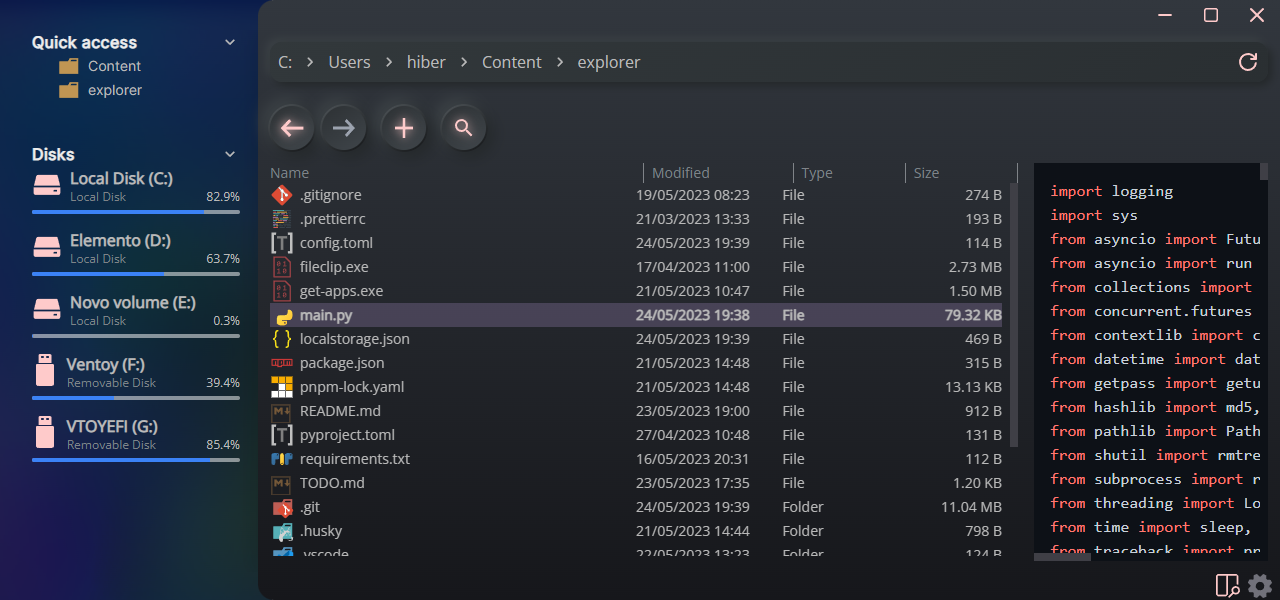 Quick access
Content
explorer
Disks
Local Disk (C:)
Local Disk 82.9%
Elemento (D:)
Local Disk 63.7%
Novo volume (E:)
Local Disk 0.3%
Ventoy (F:)
Removable Disk 39.4%
VTOYEFI (G:)
Removable Disk 85.4%
C: > Users > hiber > Content > explorer
Name Modified Type Size
.gitignore 19/05/2023 08:23 File 274 B
.prettierrc 21/03/2023 13:33 File 193 B
config.toml 24/05/2023 19:39 File 114 B
fileclip.exe 17/04/2023 11:00 File 2.73 MB
get-apps.exe 21/05/2023 10:47 File 1.50 MB
main.py 24/05/2023 19:38 File 79.32 KB
localstorage.json 24/05/2023 19:39 File 469 B
package.json 21/05/2023 14:48 File 315 B
pnpm-lock.yaml 21/05/2023 14:48 File 13.13 KB
README.md 23/05/2023 19:00 File 912 B
pyproject.toml 27/04/2023 10:48 File 131 B
requirements.txt 16/05/2023 20:31 File 112 B
TODO.md 23/05/2023 17:35 File 1.20 KB
.git 24/05/2023 19:39 Folder 11.04 MB
.husky 21/05/2023 14:44 Folder 798 B
.vscode 22/05/2023 13:23 Folder 124 B
import logging
import sys
from asyncio import Futu
from asyncio import run
from collections import
from concurrent.futures
from contextlib import c
from datetime import dat
from getpass import getu
from hashlib import md5,
from pathlib import Path
from shutil import rmtre
from subprocess import r
from threading import Lo
from time import sleep,
from traceback import pr